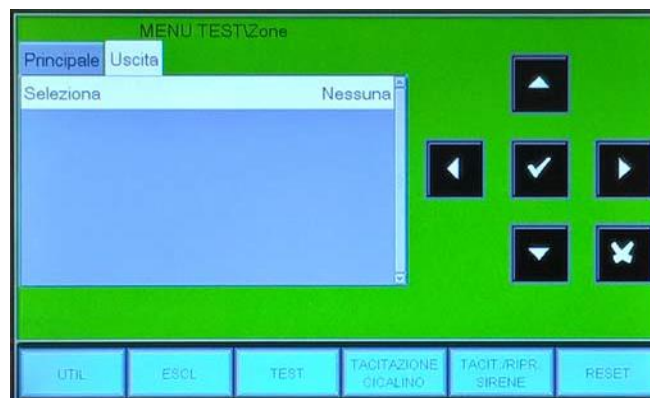 MENU TEST\Zone
Principale Uscita
Seleziona Nessuna
UTIL.
ESCL.
TEST
TACITAZIONE
CICALINO
TACIT./RIPR.
SIRENE
RESET